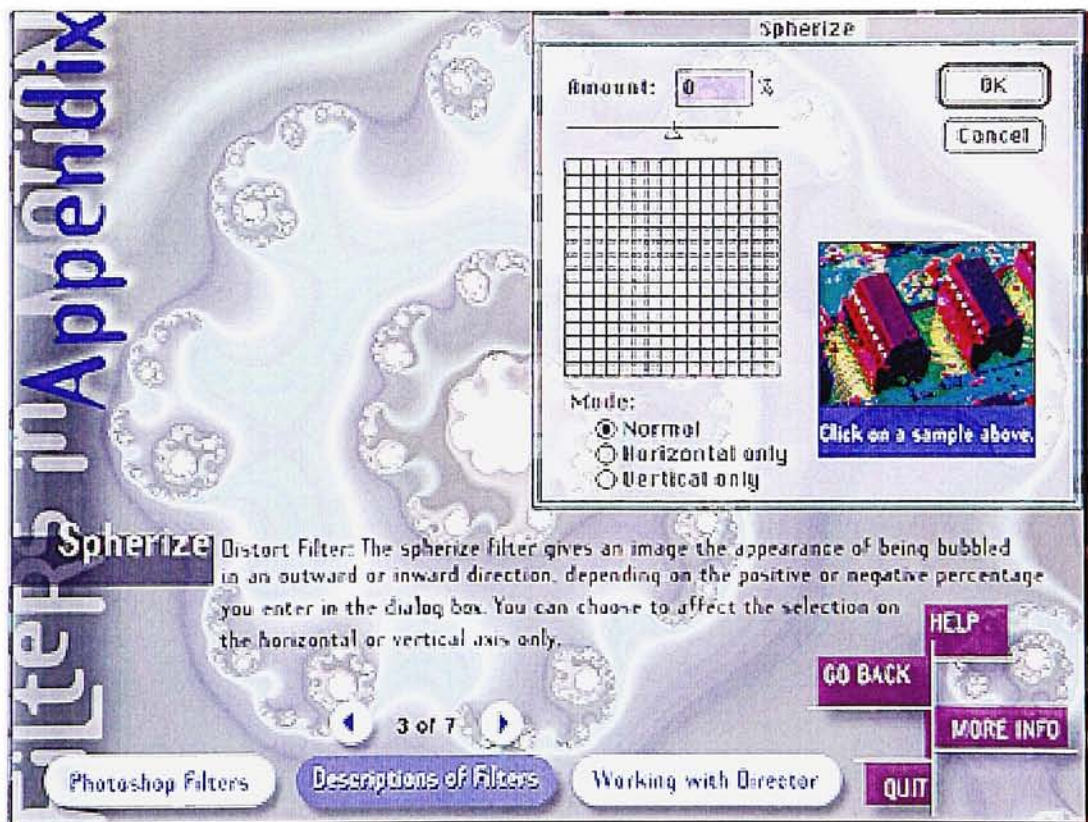 Appendix
Filters in
Spherize
Amount: 0 %
OK
Cancel
Mode:
Normal
Horizontal only
Vertical only
Click on a sample above.
Spherize
Distort Filter: The spherize filter gives an image the appearance of being bubbled
in an outward or inward direction, depending on the positive or negative percentage
you enter in the dialog box. You can choose to affect the selection on
the horizontal or vertical axis only.
HELP
GO BACK
MORE INFO
QUIT
3 of 7
Photoshop Filters
Descriptions of Filters
Working with Director